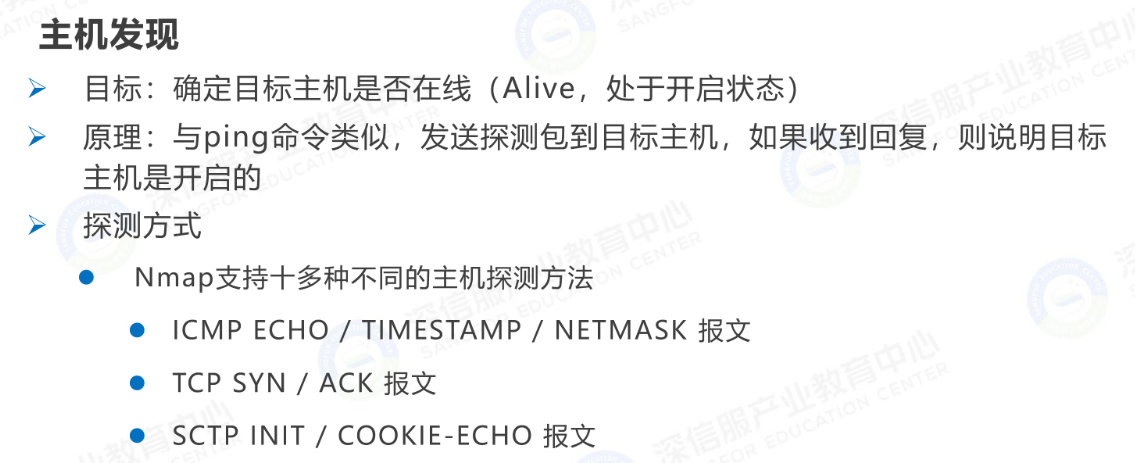 主机发现
目标：确定目标主机是否在线（Alive，处于开启状态）
原理：与ping命令类似，发送探测包到目标主机，如果收到回复，则说明目标
主机是开启的
探测方式
Nmap支持十多种不同的主机探测方法
ICMP ECHO / TIMESTAMP / NETMASK 报文
TCP SYN / ACK 报文
SCTP INIT / COOKIE-ECHO 报文
深信服产业教育中心
SANGFOR EDUCATION CENTER